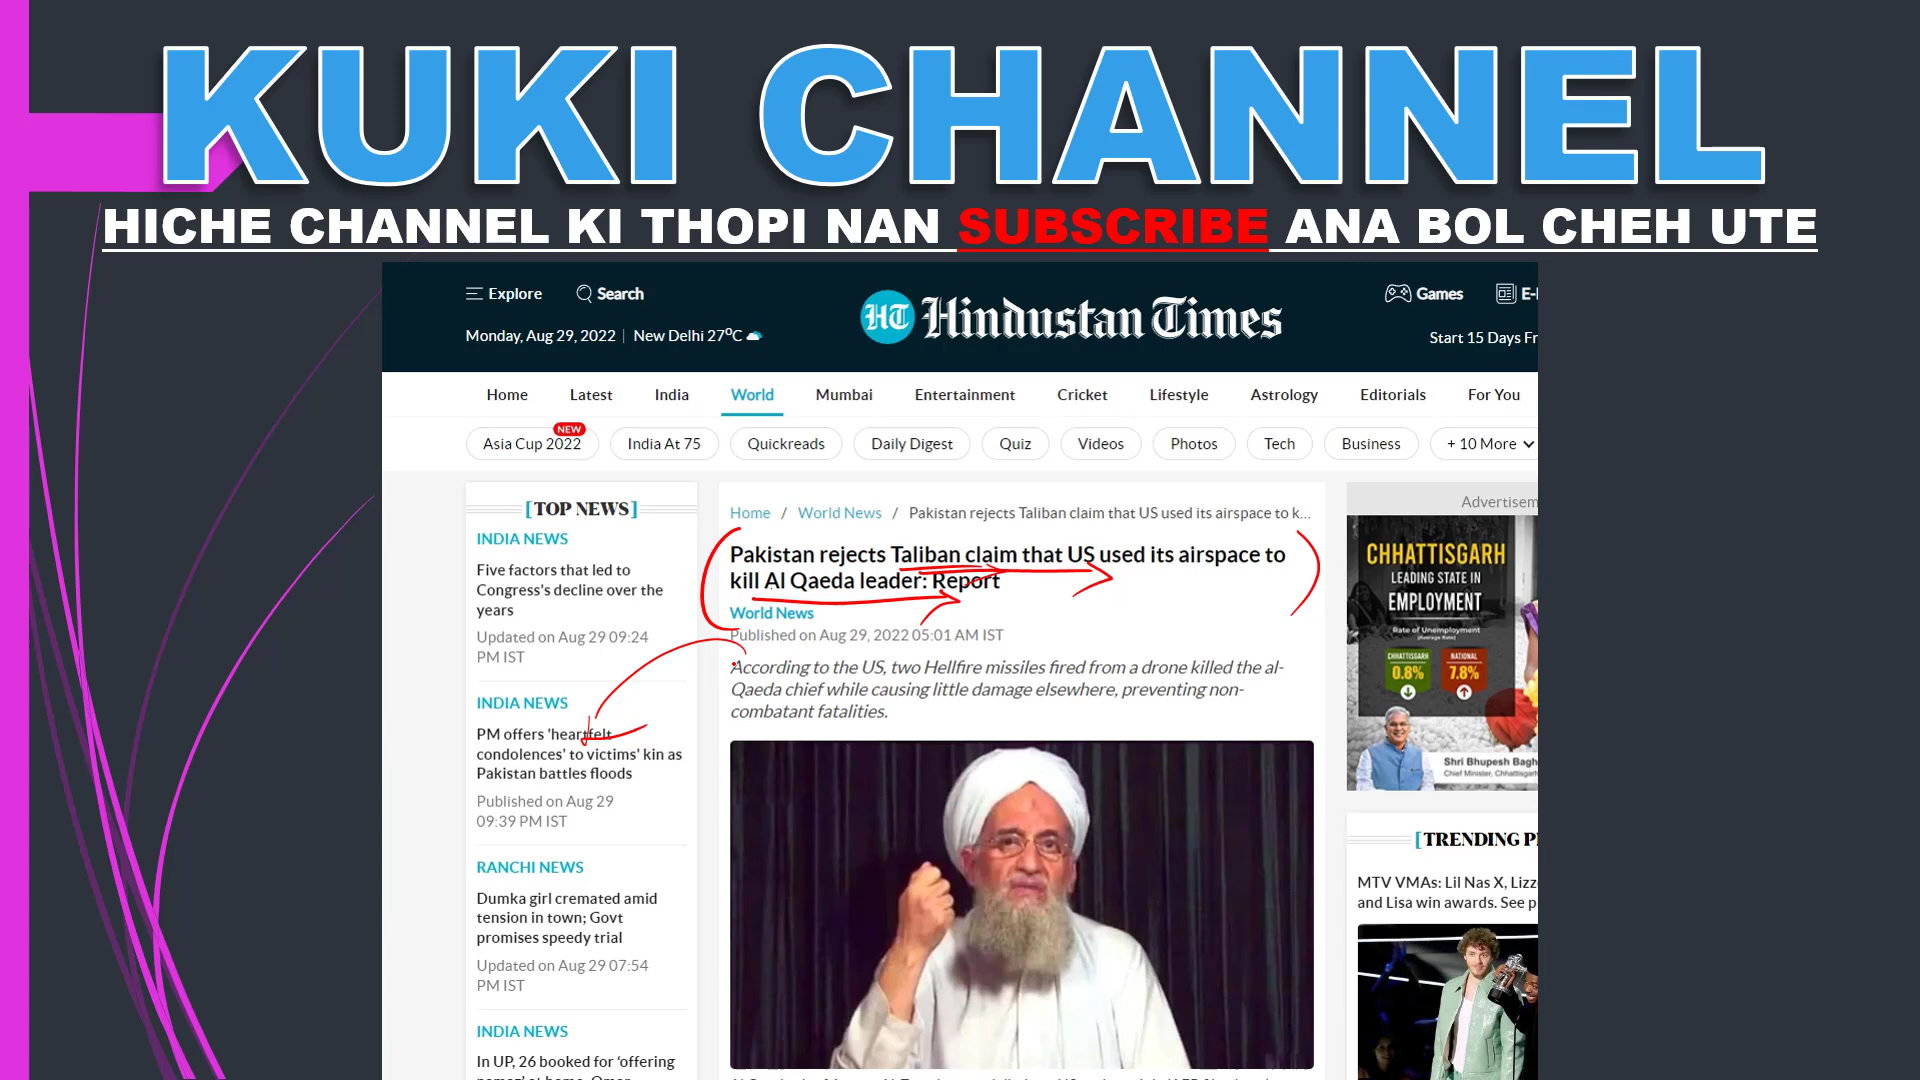 KUKI CHANNEL
HICHE CHANNEL KI THOPI NAN SUBSCRIBE ANA BOL CHEH UTE
Explore
Search
HT Hindustan Times
Games
Monday, Aug 29, 2022 | New Delhi 27°C
Start 15 Days
Home Latest India World Mumbai Entertainment Cricket Lifestyle Astrology Editorials For You
NEW
Asia Cup 2022 India At 75 Quickreads Daily Digest Quiz Videos Photos Tech Business + 10 More
[TOP NEWS]
INDIA NEWS
Five factors that led to
Congress's decline over the
years
Updated on Aug 29 09:24
PM IST
INDIA NEWS
PM offers 'heartfelt
condolences' to victims' kin as
Pakistan battles floods
Published on Aug 29
09:39 PM IST
RANCHI NEWS
Dumka girl cremated amid
tension in town; Govt
promises speedy trial
Updated on Aug 29 07:54
PM IST
INDIA NEWS
In UP, 26 booked for 'offering
Home / World News / Pakistan rejects Taliban claim that US used its airspace to k...
Pakistan rejects Taliban claim that US used its airspace to
kill Al Qaeda leader: Report
World News
Published on Aug 29, 2022 05:01 AM IST
According to the US, two Hellfire missiles fired from a drone killed the al-
Qaeda chief while causing little damage elsewhere, preventing non-
combatant fatalities.
Advertisem
CHHATTISGARH
LEADING STATE IN
EMPLOYMENT
Rate of Unemployment
(Average Rate)
CHHATTISGARH NATIONAL
0.8% 7.8%
Shri Bhupesh Bagh
Chief Minister, Chhattisgarh
[TRENDING
MTV VMAs: Lil Nas X, Lizz
and Lisa win awards. See p